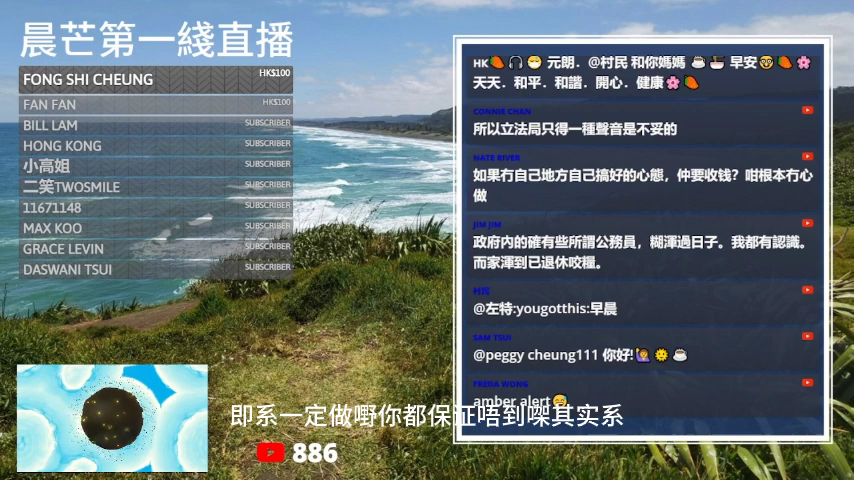 晨芒第一綫直播
FONG SHI CHEUNG HK$100
FAN FAN HK$100
BILL LAM SUBSCRIBER
HONG KONG SUBSCRIBER
小高姐 SUBSCRIBER
二笑TWOSMILE SUBSCRIBER
11671148 SUBSCRIBER
MAX KOO SUBSCRIBER
GRACE LEVIN SUBSCRIBER
DASWANI TSUI SUBSCRIBER
HK🥕🎧😷 元朗．@村民 和你媽媽 ☕🍜 早安🤓🥕🌸
天天．和平．和諧．開心．健康🌸🥕
CONNIE CHAN
所以立法局只得一種聲音是不妥的
NATE RIVER
如果冇自己地方自己搞好的心態，仲要收钱？咁根本冇心
做
JIM JIM
政府内的確有些所謂公務員，糊渾過日子。我都有認識。
而家渾到已退休咬糧。
村民
@左特:yougotthis:早晨
SAM TSUI
@peggy cheung111 你好!🙋🌞☕
FREDA WONG
amber alert
即系一定做嘢你都保证唔到㗎其实系
886